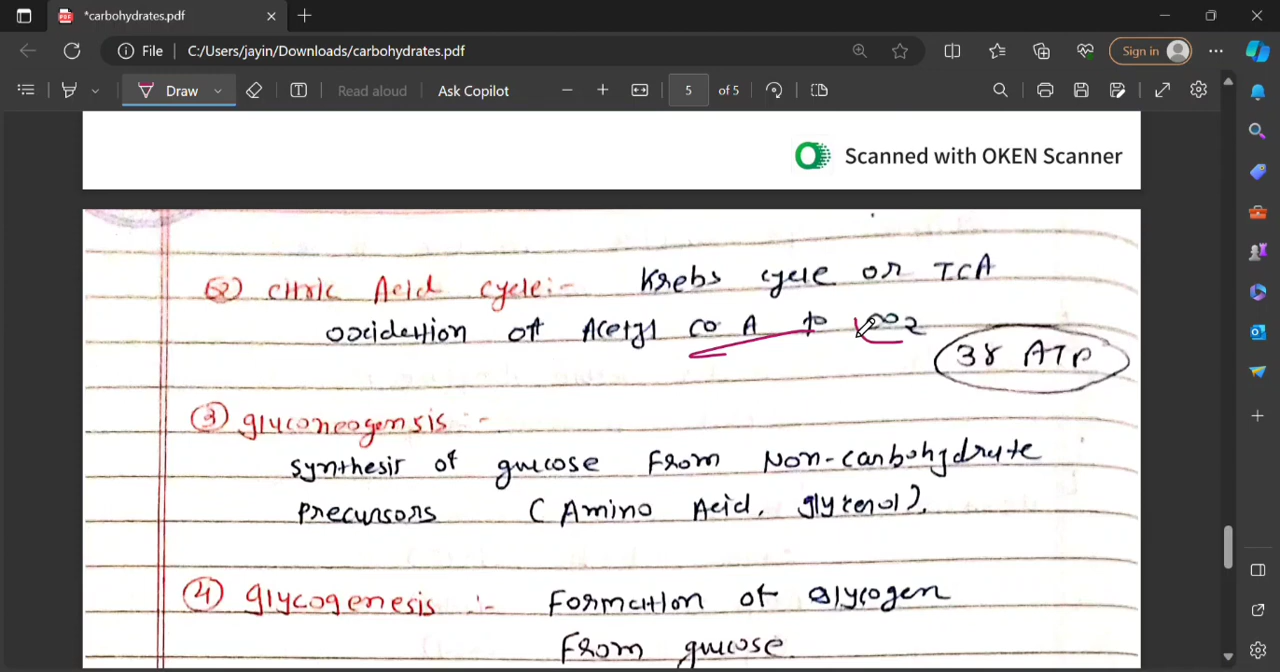 *carbohydrates.pdf
File C:/Users/jayin/Downloads/carbohydrates.pdf Sign in
Draw Read aloud Ask Copilot 5 of 5
Scanned with OKEN Scanner
(2) Citric Acid cycle:- Krebs cycle or TCA
oxidation of Acetyl co A to CO2
38 ATP
(3) gluconeogensis :-
synthesis of glucose From Non-carbohydrate
precursors ( Amino Acid, glycerol).
(4) glycogenesis :- Formation of glycogen
From glucose.